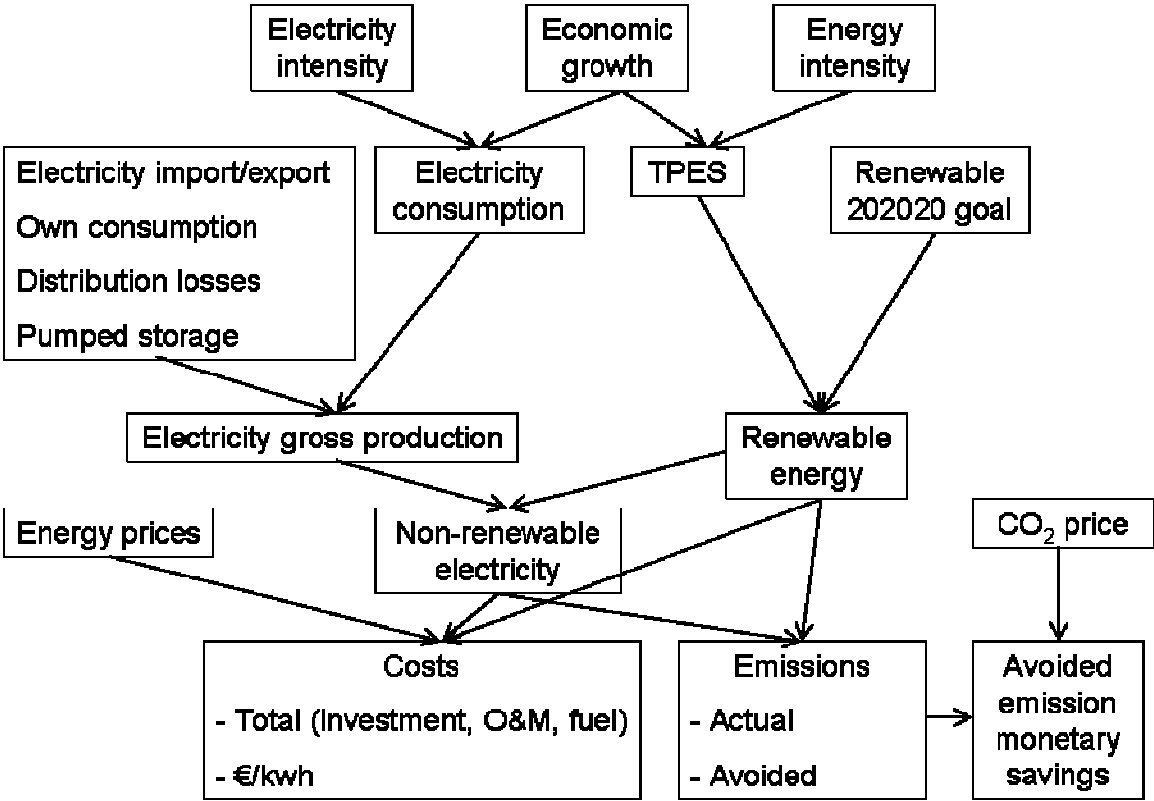 Electricity
intensity
Economic
growth
Energy
intensity
Electricity import/export
Own consumption
Distribution losses
Pumped storage
Electricity
consumption
TPES
Renewable
202020 goal
Electricity gross production
Renewable
energy
Energy prices
Non-renewable
electricity
CO₂ price
Costs
- Total (investment, O&M, fuel)
- €/kwh
Emissions
- Actual
- Avoided
Avoided
emission
monetary
savings